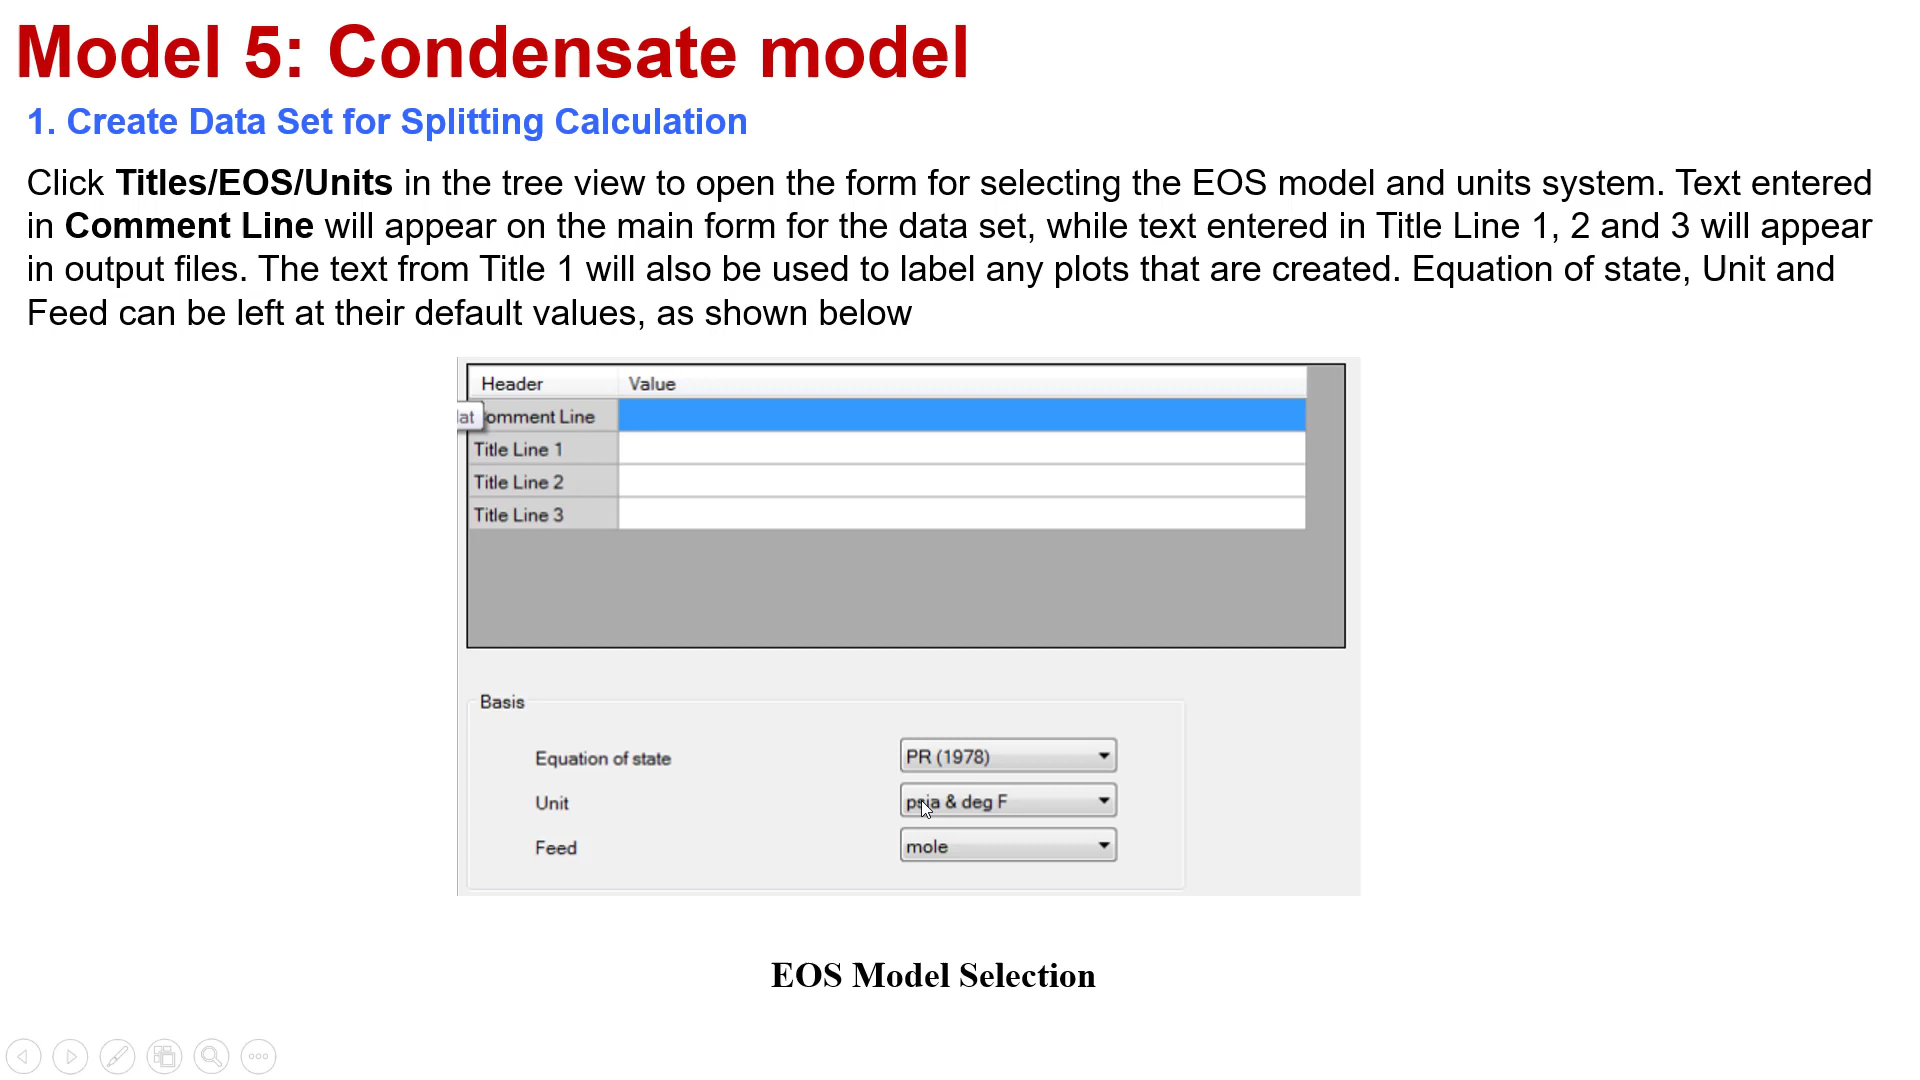 Model 5: Condensate model
1. Create Data Set for Splitting Calculation
Click Titles/EOS/Units in the tree view to open the form for selecting the EOS model and units system. Text entered
in Comment Line will appear on the main form for the data set, while text entered in Title Line 1, 2 and 3 will appear
in output files. The text from Title 1 will also be used to label any plots that are created. Equation of state, Unit and
Feed can be left at their default values, as shown below
Header Value
lat omment Line
Title Line 1
Title Line 2
Title Line 3
Basis
Equation of state PR (1978)
Unit psia & deg F
Feed mole
EOS Model Selection